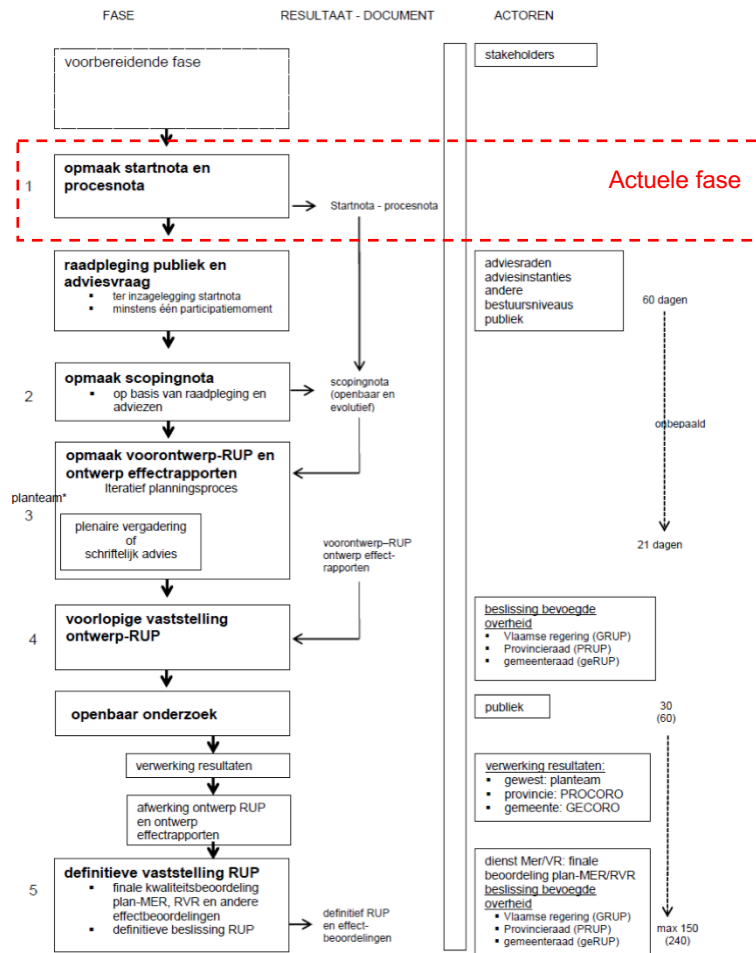 FASE
RESULTAAT - DOCUMENT
ACTOREN
voorbereidende fase
stakeholders
1
opmaak startnota en
procesnota
Startnota - procesnota
Actuele fase
raadpleging publiek en
adviesvraag
▪ ter inzagelegging startnota
▪ minstens één participatiemoment
adviesraden
adviesinstanties
andere
bestuursniveaus
publiek
60 dagen
2
opmaak scopingnota
▪ op basis van raadpleging en
adviezen
scopingnota
(openbaar en
evolutief)
onbepaald
opmaak voorontwerp-RUP en
ontwerp effectrapporten
Iteratief planningsproces
planteam*
3
plenaire vergadering
of
schriftelijk advies
voorontwerp–RUP
ontwerp effect-
rapporten
21 dagen
4
voorlopige vaststelling
ontwerp-RUP
beslissing bevoegde
overheid
▪ Vlaamse regering (GRUP)
▪ Provincieraad (PRUP)
▪ gemeenteraad (geRUP)
openbaar onderzoek
publiek
30
(60)
verwerking resultaten
verwerking resultaten:
▪ gewest: planteam
▪ provincie: PROCORO
▪ gemeente: GECORO
afwerking ontwerp RUP
en ontwerp
effectrapporten
5
definitieve vaststelling RUP
▪ finale kwaliteitsbeoordeling
plan-MER, RVR en andere
effectbeoordelingen
▪ definitieve beslissing RUP
definitief RUP
en effect-
beoordelingen
dienst Mer/VR: finale
beoordeling plan-MER/RVR
beslissing bevoegde
overheid
▪ Vlaamse regering (GRUP)
▪ Provincieraad (PRUP)
▪ gemeenteraad (geRUP)
max 150
(240)